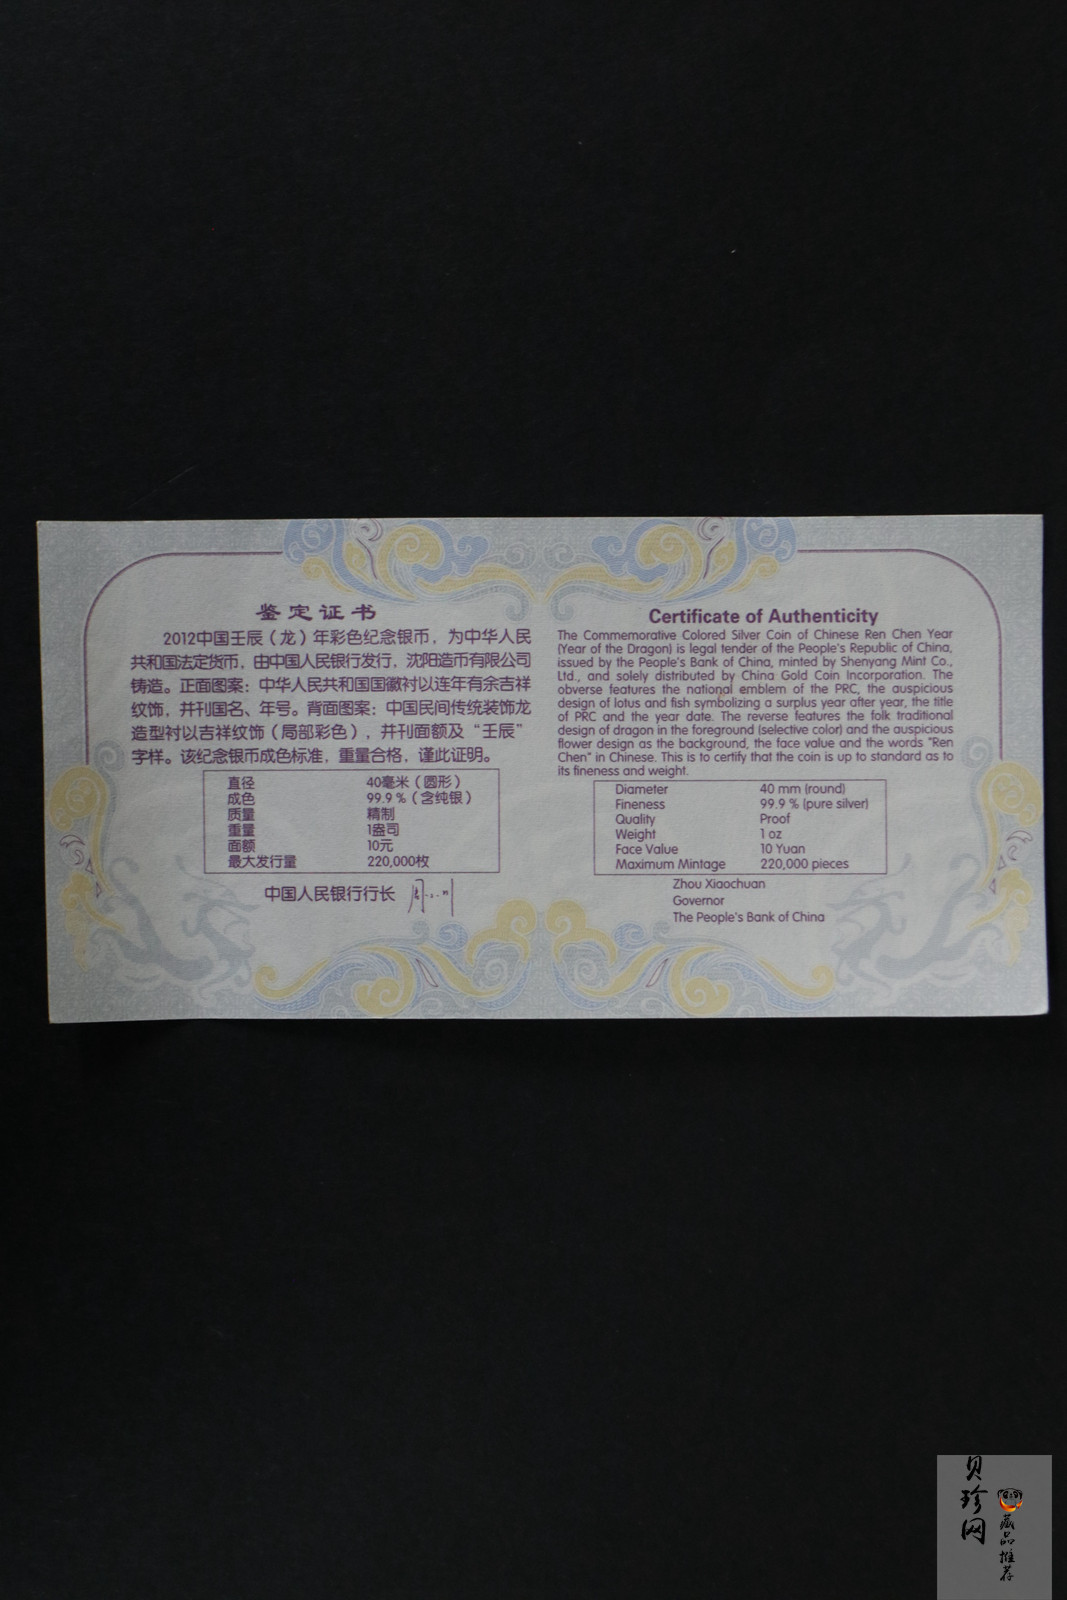 鉴定证书
2012中国壬辰（龙）年彩色纪念银币，为中华人民
共和国法定货币，由中国人民银行发行，沈阳造币有限公司
铸造。正面图案：中华人民共和国国徽衬以连年有余吉祥
纹饰，并刊国名、年号。背面图案：中国民间传统装饰龙
造型衬以吉祥纹饰（局部彩色），并刊面额及“壬辰”
字样。该纪念银币成色标准，重量合格，谨此证明。
直径 40毫米（圆形）
成色 99.9％（含纯银）
质量 精制
重量 1盎司
面额 10元
最大发行量 220,000枚
中国人民银行行长
Certificate of Authenticity
The Commemorative Colored Silver Coin of Chinese Ren Chen Year
(Year of the Dragon) is legal tender of the People's Republic of China,
issued by the People's Bank of China, minted by Shenyang Mint Co.,
Ltd., and solely distributed by China Gold Coin Incorporation. The
obverse features the national emblem of the PRC, the auspicious
design of lotus and fish symbolizing a surplus year after year, the title
of PRC and the year date. The reverse features the folk traditional
design of dragon in the foreground (selective color) and the auspicious
flower design as the background, the face value and the words "Ren
Chen" in Chinese. This is to certify that the coin is up to standard as to
its fineness and weight.
Diameter 40 mm (round)
Fineness 99.9 % (pure silver)
Quality Proof
Weight 1 oz
Face Value 10 Yuan
Maximum Mintage 220,000 pieces
Zhou Xiaochuan
Governor
The People's Bank of China
贝珍网
藏品推荐